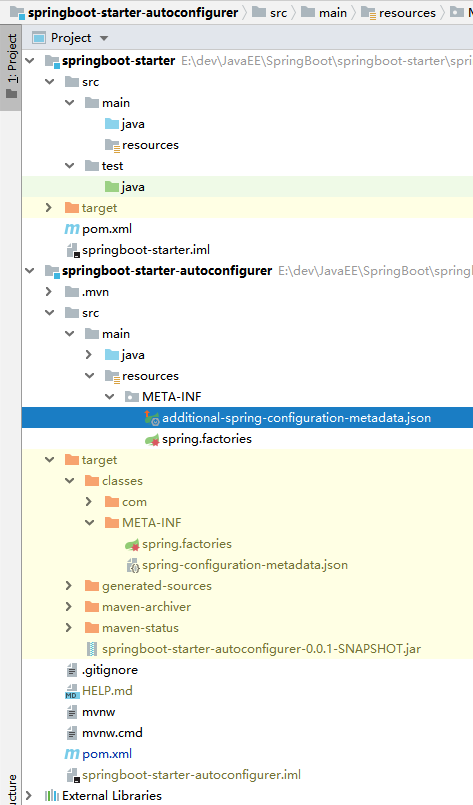 springboot-starter-autoconfigurer src main resources M
1: Project
Project
springboot-starter E:\dev\JavaEE\SpringBoot\springboot-starter\spri
src
main
java
resources
test
java
target
pom.xml
springboot-starter.iml
springboot-starter-autoconfigurer E:\dev\JavaEE\SpringBoot\spring
.mvn
src
main
java
resources
META-INF
additional-spring-configuration-metadata.json
spring.factories
target
classes
com
META-INF
spring.factories
spring-configuration-metadata.json
generated-sources
maven-archiver
maven-status
springboot-starter-autoconfigurer-0.0.1-SNAPSHOT.jar
.gitignore
HELP.md
mvnw
mvnw.cmd
pom.xml
springboot-starter-autoconfigurer.iml
External Libraries
ucture